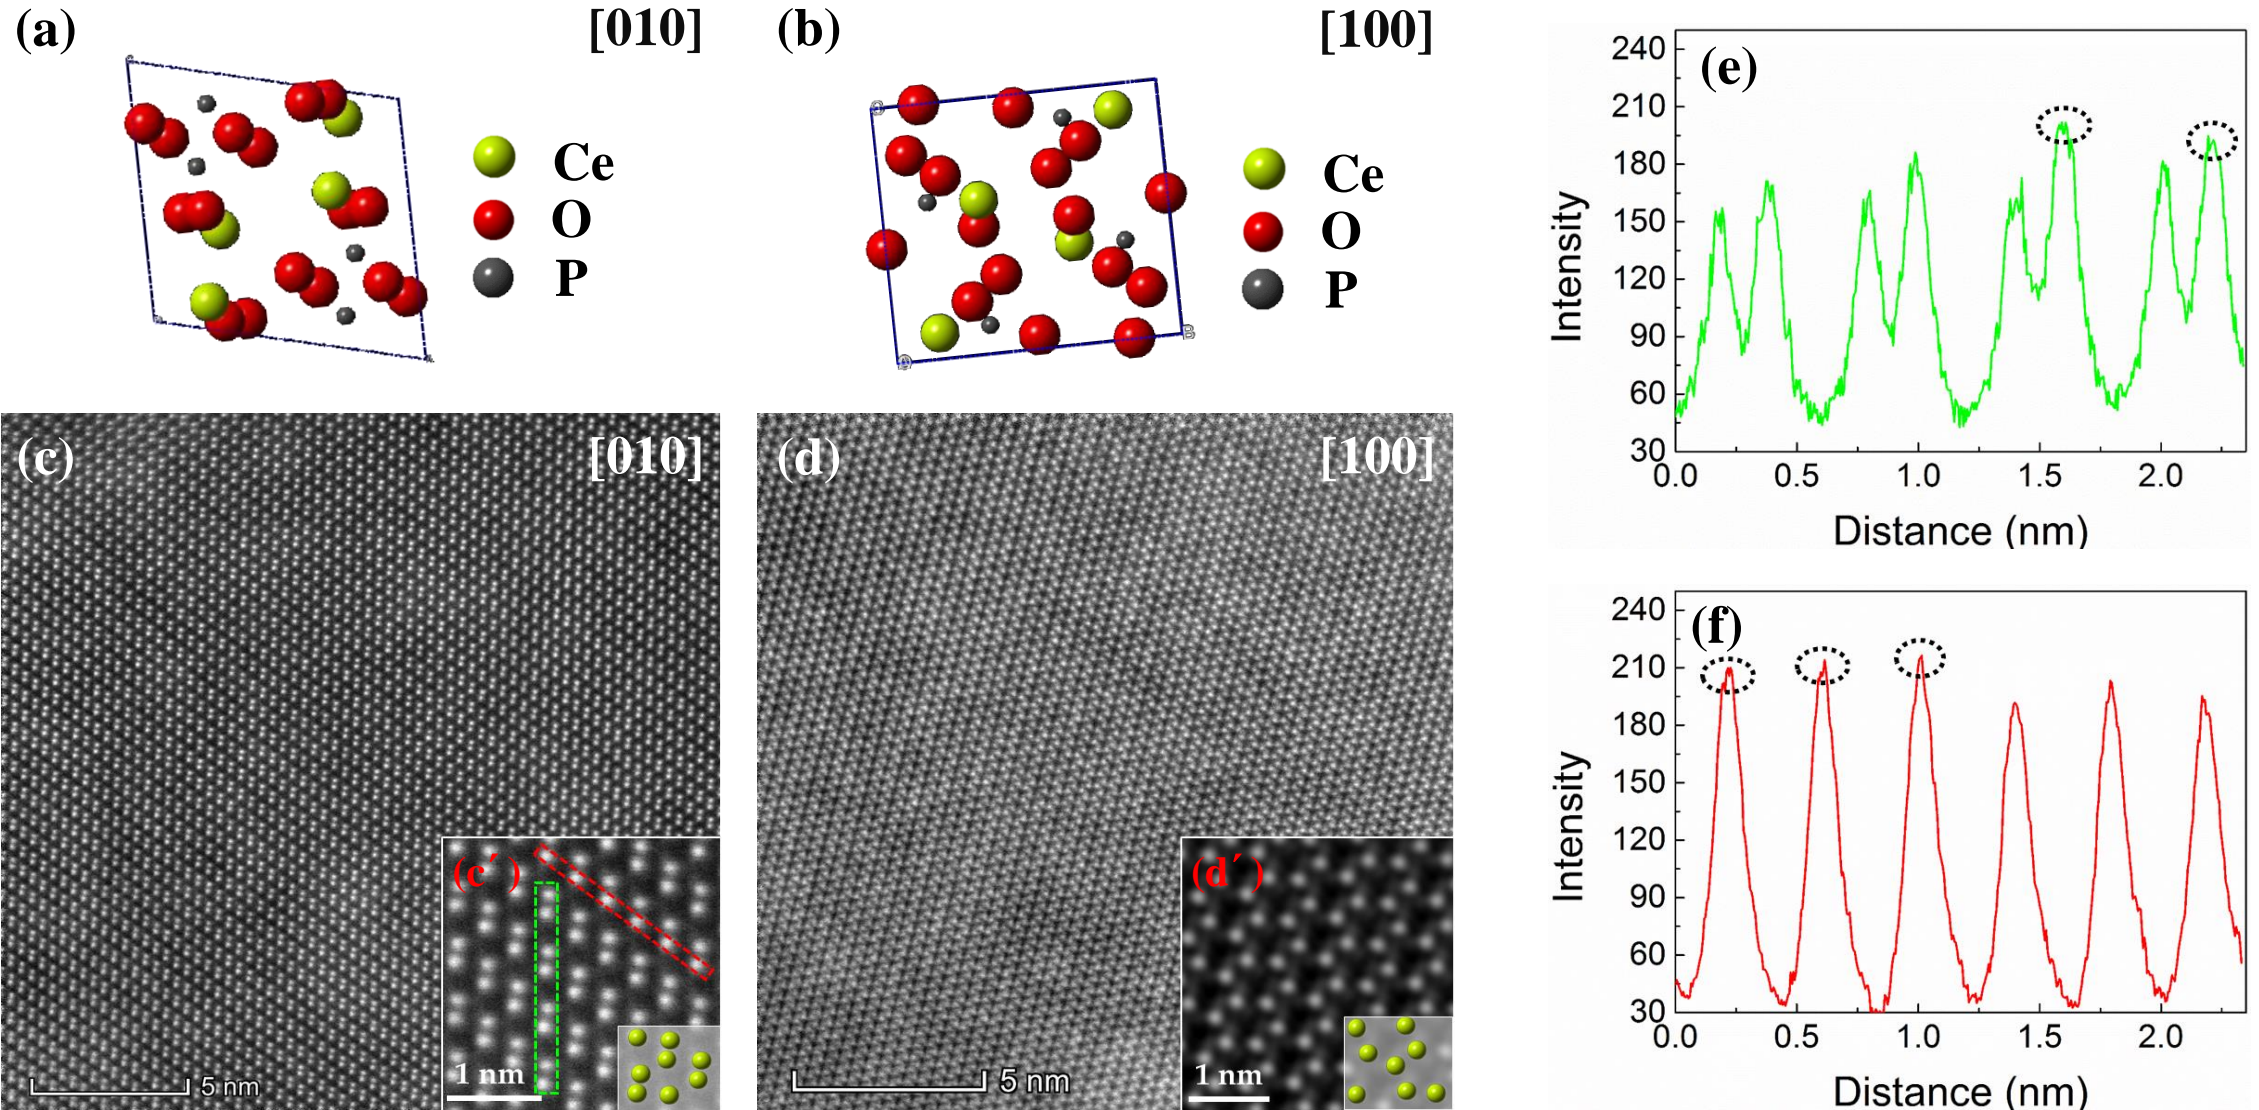 (a)
[010]
Ce
O
P
(b)
[100]
Ce
O
P
(c)
[010]
(c´)
1 nm
5 nm
(d)
[100]
(d´)
1 nm
5 nm
(e)
240
210
180
150
120
90
60
30
0.0 0.5 1.0 1.5 2.0
Intensity
Distance (nm)
(f)
240
210
180
150
120
90
60
30
0.0 0.5 1.0 1.5 2.0
Intensity
Distance (nm)